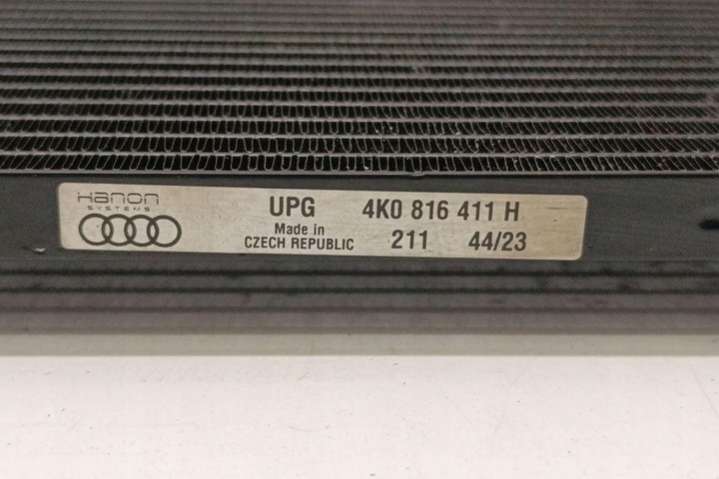 Hanon
SYSTEMS
UPG 4K0 816 411 H
Made in
CZECH REPUBLIC 211 44/23